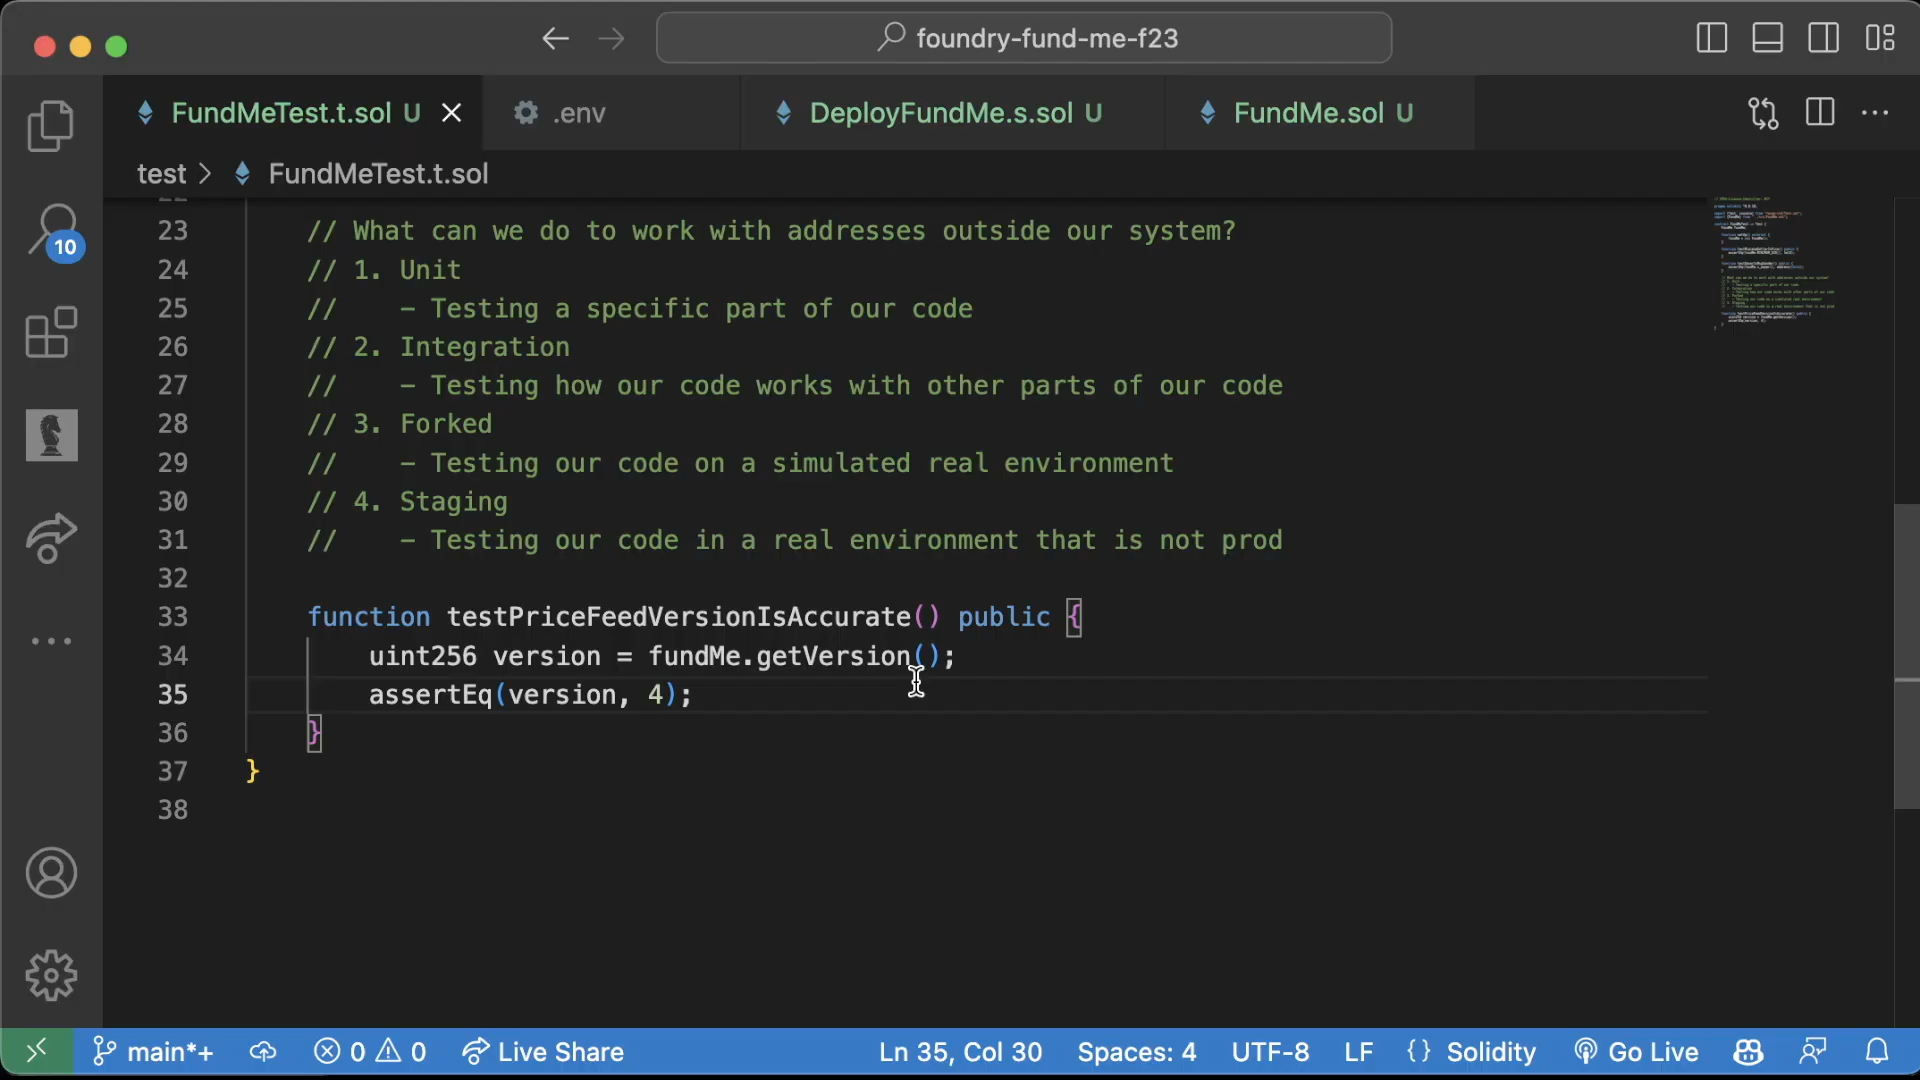 foundry-fund-me-f23
FundMeTest.t.sol U
.env
DeployFundMe.s.sol U
FundMe.sol U
test > FundMeTest.t.sol
10
23 // What can we do to work with addresses outside our system?
24 // 1. Unit
25 //    - Testing a specific part of our code
26 // 2. Integration
27 //    - Testing how our code works with other parts of our code
28 // 3. Forked
29 //    - Testing our code on a simulated real environment
30 // 4. Staging
31 //    - Testing our code in a real environment that is not prod
32
33 function testPriceFeedVersionIsAccurate() public {
34     uint256 version = fundMe.getVersion();
35     assertEq(version, 4);
36 }
37 }
38
main*+ 0 0 Live Share Ln 35, Col 30 Spaces: 4 UTF-8 LF {} Solidity Go Live